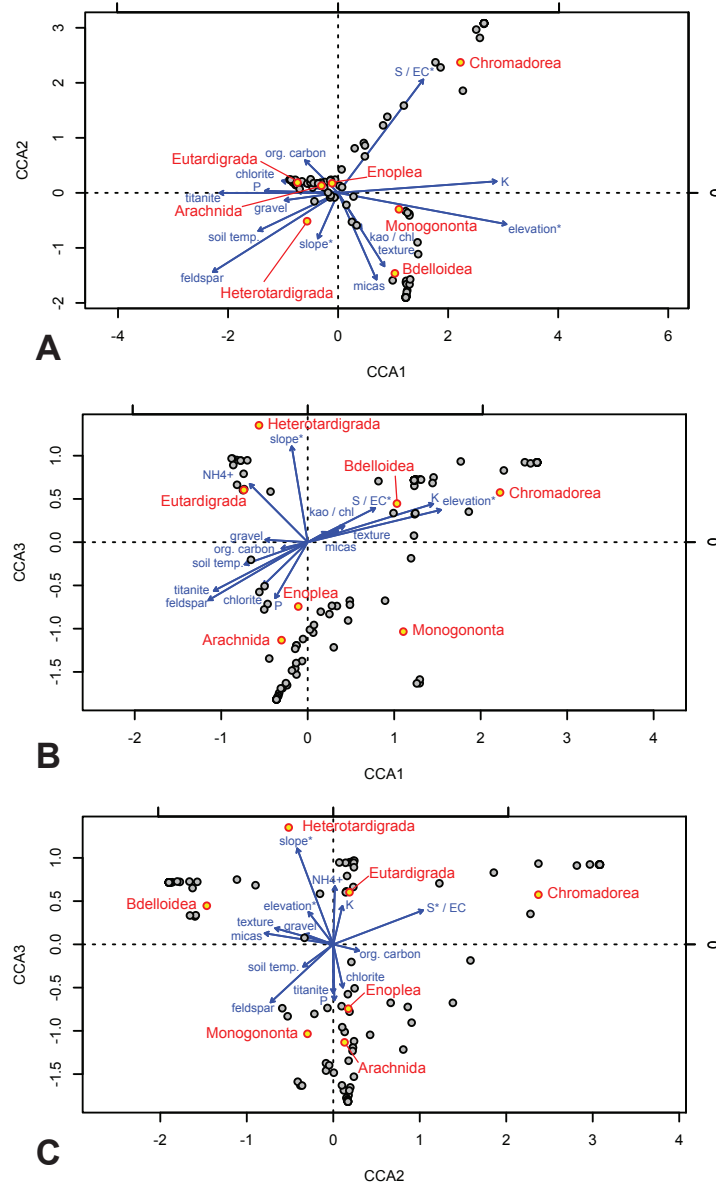 3
Chromadorea
S / EC*
2
CCA2
1
org. carbon
Eutardigrada
Enoplea
chlorite
P
K
0
titanite
0
Arachnida
gravel
Monogononta
elevation*
soil temp.
slope*
kao / chl
texture
-1
Bdelloidea
feldspar
micas
Heterotardigrada
-2
-4
-2
0
2
4
6
A
CCA1
Heterotardigrada
slope*
1.0
Bdelloidea
NH4+
Chromadorea
Eutardigrada
S / EC*
K
elevation*
0.5
kao / chl
gravel
texture
0.0
0
org. carbon
micas
soil temp.
CCA3
-0.5
titanite
Enoplea
feldspar
chlorite
P
-1.0
Arachnida
Monogononta
-1.5
-2
-1
0
1
2
3
4
B
CCA1
Heterotardigrada
slope*
1.0
NH4+
Eutardigrada
Chromadorea
Bdelloidea
elevation*
K
S* / EC
0.5
texture
gravel
micas
0.0
0
org. carbon
CCA3
soil temp.
chlorite
-0.5
titanite
Enoplea
feldspar
P
Monogononta
-1.0
Arachnida
-1.5
-2
-1
0
1
2
3
4
C
CCA2